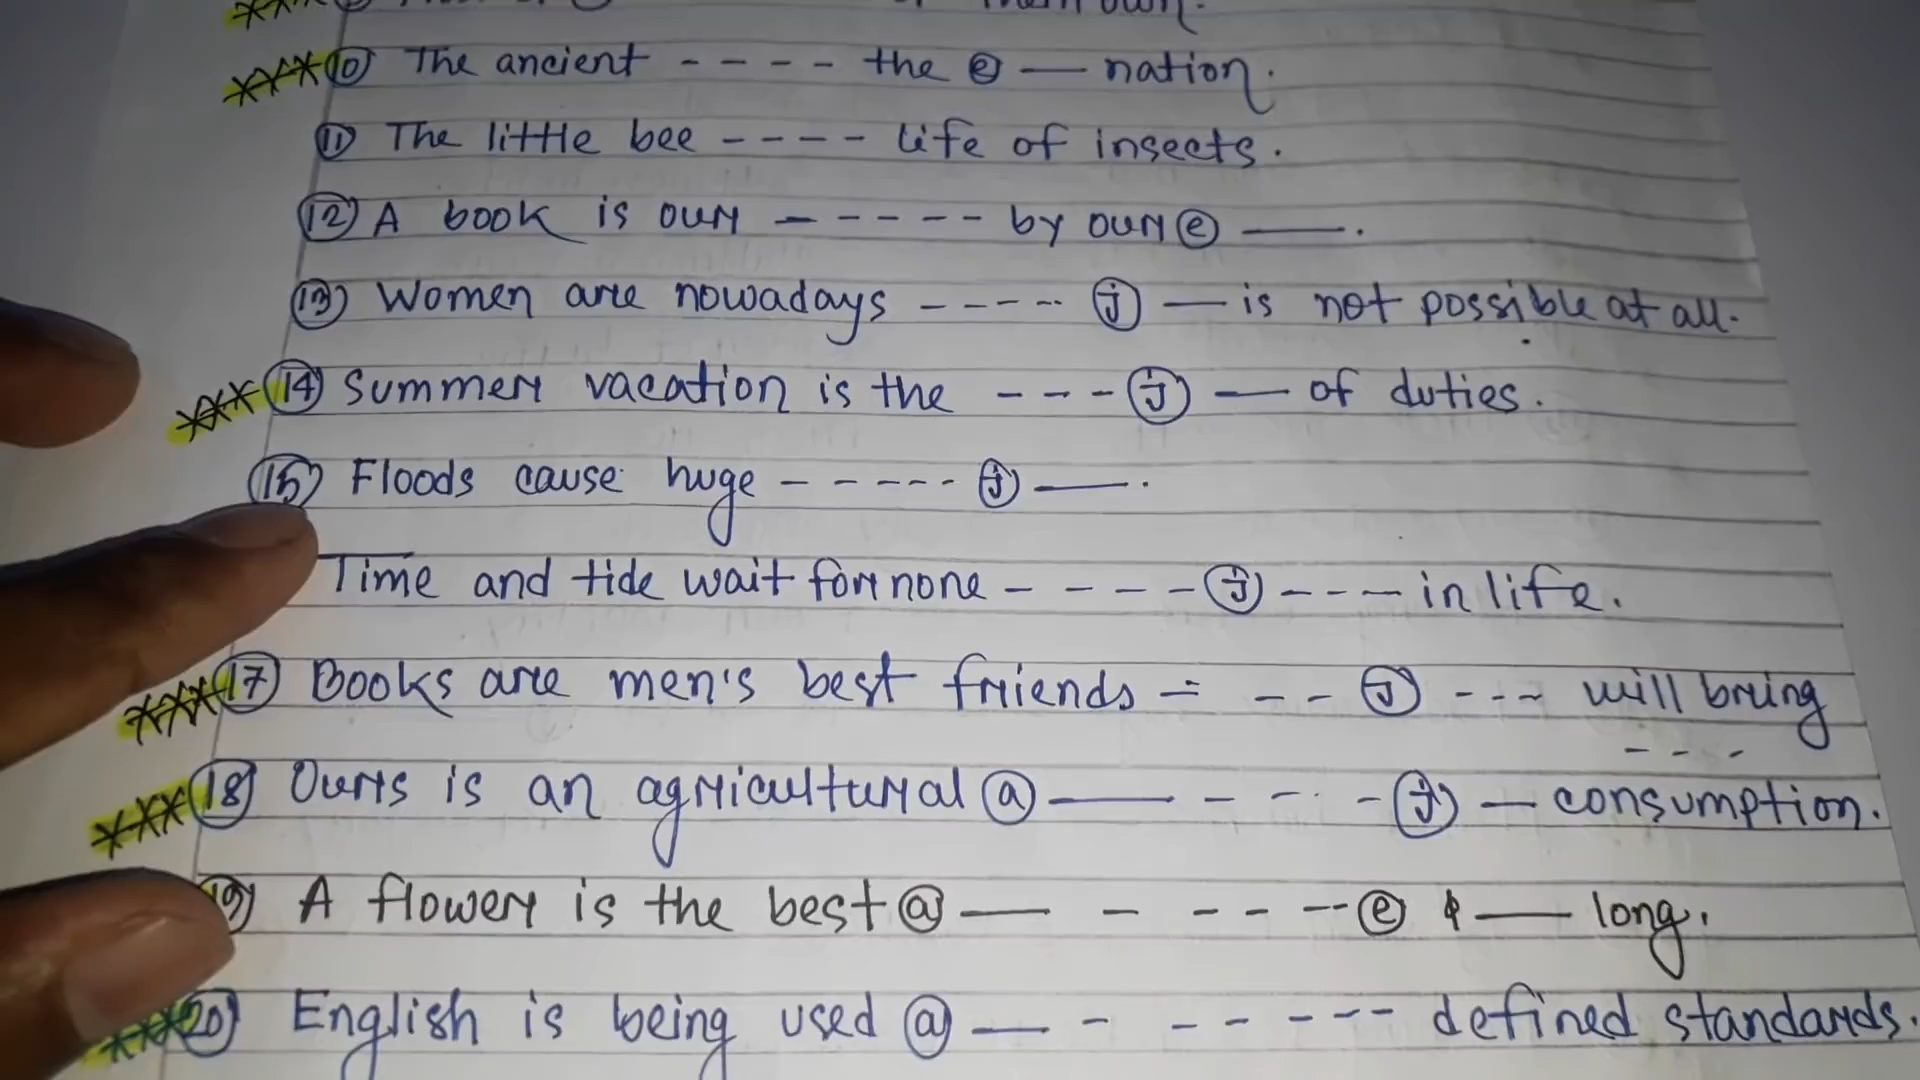 *** ⑩ The ancient - - - - the ⓔ — nation.
⑪ The little bee - - - - life of insects.
⑫ A book is our - - - - - by our ⓔ —.
⑬ Women are nowadays - - - - - ⓙ — is not possible at all.
*** ⑭ Summer vacation is the - - - ⓙ — of duties.
⑮ Floods cause huge - - - - - ⓙ —.
Time and tide wait for none - - - - ⓙ - - - in life.
*** ⑰ Books are men's best friends - - - ⓙ - - - will bring - - -
*** ⑱ Ours is an agricultural ⓐ — - - - ⓙ — consumption.
⑲ A flower is the best ⓐ — - - - - - ⓔ — long.
*** ⑳ English is being used ⓐ — - - - - - - defined standards.